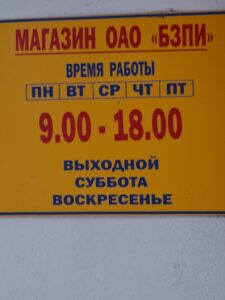 МАГАЗИН ОАО «БЗПИ»
ВРЕМЯ РАБОТЫ
ПН ВТ СР ЧТ ПТ
9.00 - 18.00
ВЫХОДНОЙ
СУББОТА
ВОСКРЕСЕНЬЕ